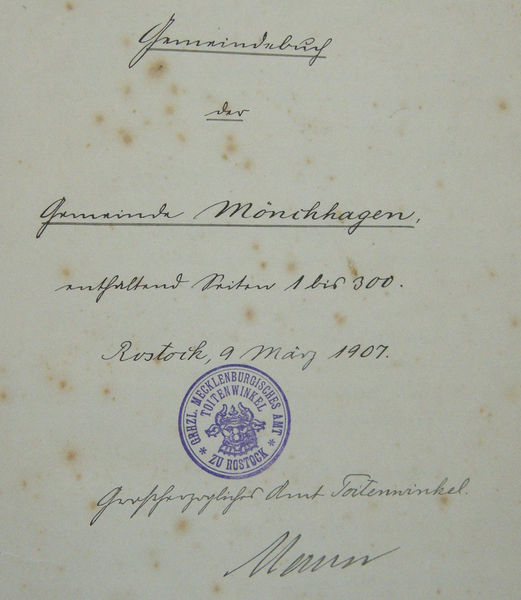 Gemeindebuch
der
Gemeinde Mönchhagen,
enthaltend Seiten 1 bis 300.
Rostock, 9 März 1907.
GRHZL. MECKLENBURGISCHES AMT
TOITENWINKEL
* ZU ROSTOCK *
Grossherzogliches Amt Toitenwinkel.